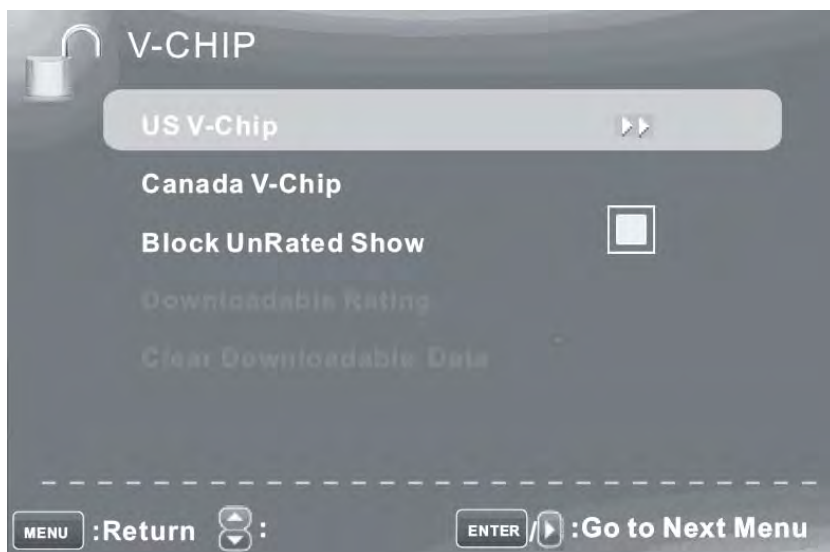 V-CHIP
US V-Chip
Canada V-Chip
Block UnRated Show
Downloadable Rating
Clear Downloadable Data
MENU :Return :
ENTER / :Go to Next Menu